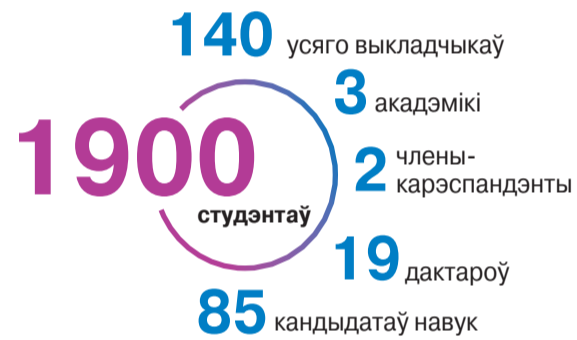 140 усяго выкладчыкаў
3 акадэмікі
1900
студэнтаў
2 члены-
карэспандэнты
19 дактароў
85 кандыдатаў навук